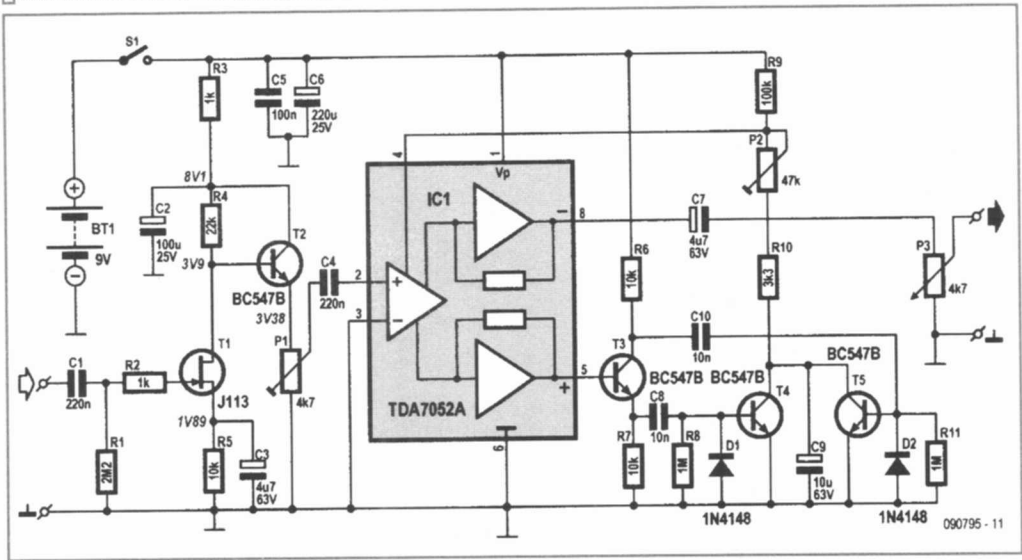 S1
R3
1k
C5
100n
C6
220u
25V
R9
100k
P2
47k
4
1
Vp
IC1
8V1
R4
22k
C2
100u
25V
BT1
9V
3V9
T2
BC547B
3V38
C4
220n
2
3
+
−
8
−
C7
4u7
63V
P3
4k7
R6
10k
R10
3k3
C10
10n
P1
4k7
T1
J113
C1
220n
R2
1k
1V89
R1
2M2
R5
10k
C3
4u7
63V
TDA7052A
5
+
6
T3
BC547B
BC547B
BC547B
T4
T5
C8
10n
R7
10k
R8
1M
D1
1N4148
C9
10u
63V
D2
R11
1M
1N4148
090795 - 11